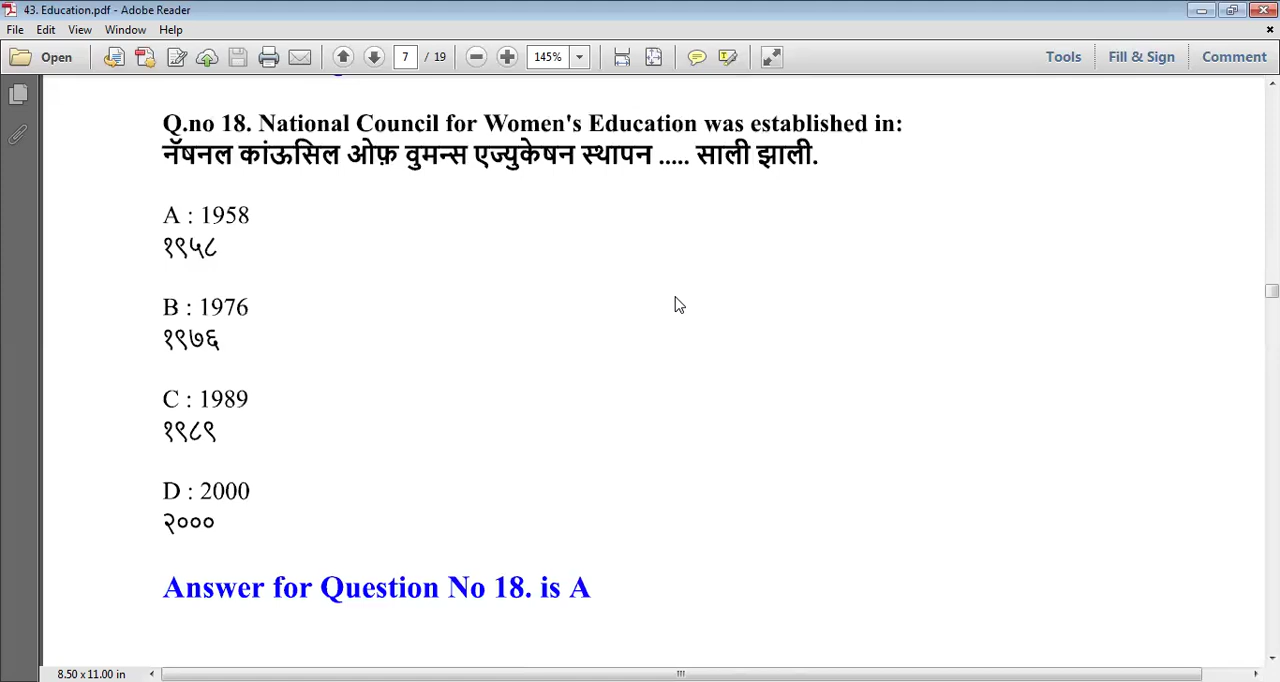 43. Education.pdf - Adobe Reader
File Edit View Window Help
Open 7 / 19 145% Tools Fill & Sign Comment
Q.no 18. National Council for Women's Education was established in:
नॅषनल कांऊसिल ओफ़ वुमन्स एज्युकेषन स्थापन ..... साली झाली.
A : 1958
१९५८
B : 1976
१९७६
C : 1989
१९८९
D : 2000
२०००
Answer for Question No 18. is A
8.50 x 11.00 in